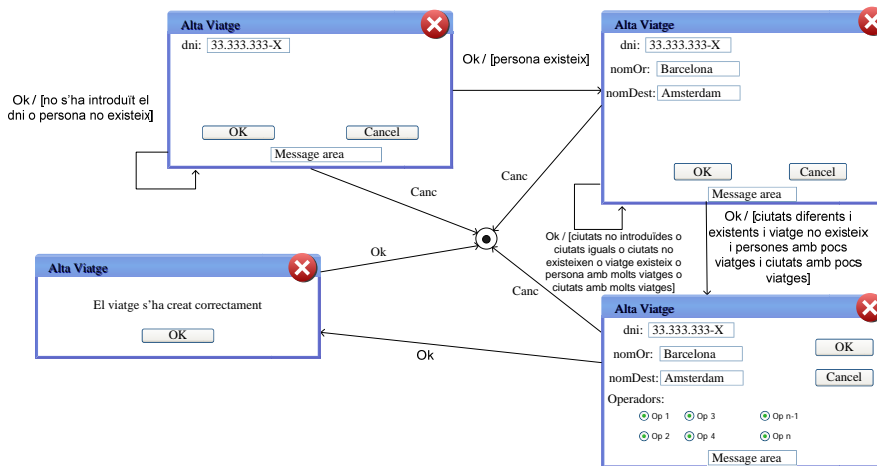 Alta Viatge
dni: 33.333.333-X
OK
Cancel
Message area
Ok / [no s'ha introduït el
dni o persona no existeix]
Ok / [persona existeix]
Alta Viatge
dni: 33.333.333-X
nomOr: Barcelona
nomDest: Amsterdam
OK
Cancel
Message area
Canc
Canc
Ok / [ciutats no introduïdes o
ciutats iguals o ciutats no
existeixen o viatge existeix o
persona amb molts viatges o
ciutats amb molts viatges]
Ok / [ciutats diferents i
existents i viatge no existeix
i persones amb pocs
viatges i ciutats amb pocs
viatges]
Ok
Canc
Alta Viatge
El viatge s'ha creat correctament
OK
Ok
Alta Viatge
dni: 33.333.333-X
nomOr: Barcelona
nomDest: Amsterdam
OK
Cancel
Operadors:
Op 1 Op 3 Op n-1
Op 2 Op 4 Op n
Message area